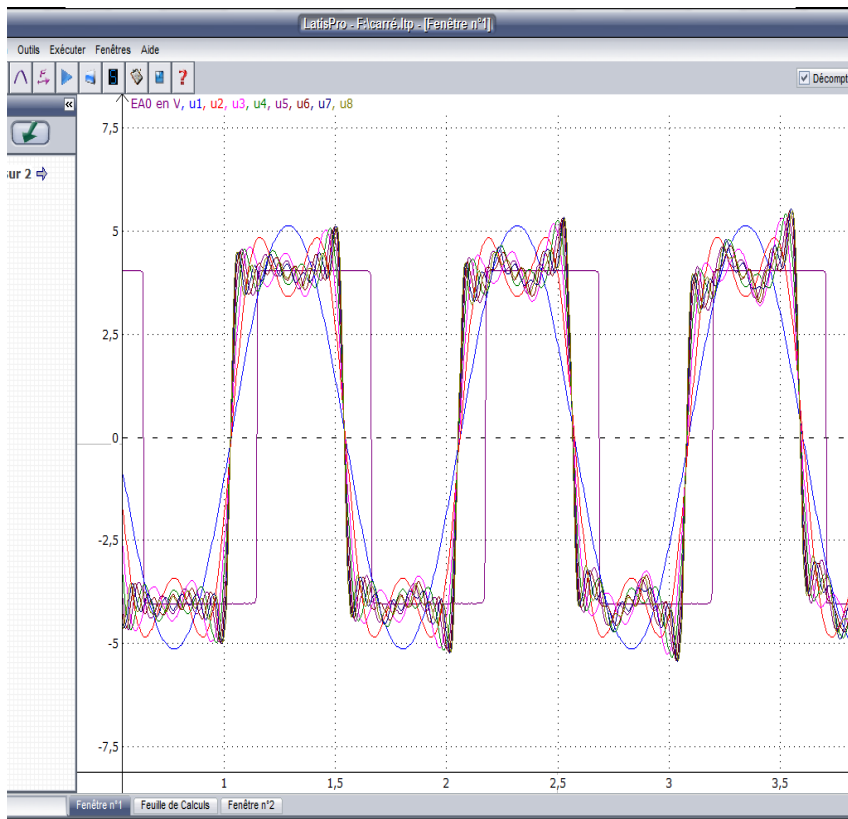 LatisPro - F:\carré.ltp - [Fenêtre n°1]
Outils Exécuter Fenêtres Aide
Décompt
EA0 en V, u1, u2, u3, u4, u5, u6, u7, u8
sur 2
7,5
5
2,5
0
-2,5
-5
-7,5
1 1,5 2 2,5 3 3,5
Fenêtre n°1 Feuille de Calculs Fenêtre n°2